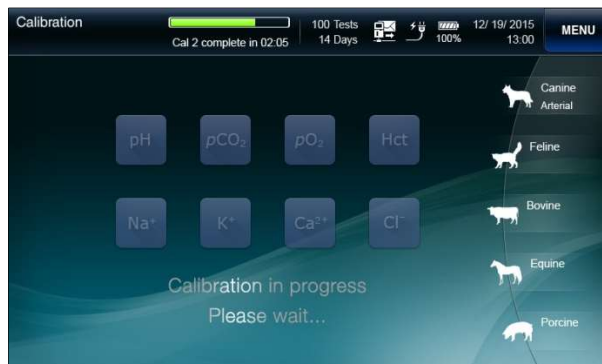 Calibration
Cal 2 complete in 02:05
100 Tests
14 Days
100%
12/ 19/ 2015
13:00
MENU
pH
pCO₂
pO₂
Hct
Na⁺
K⁺
Ca²⁺
Cl⁻
Calibration in progress
Please wait...
Canine
Arterial
Feline
Bovine
Equine
Porcine